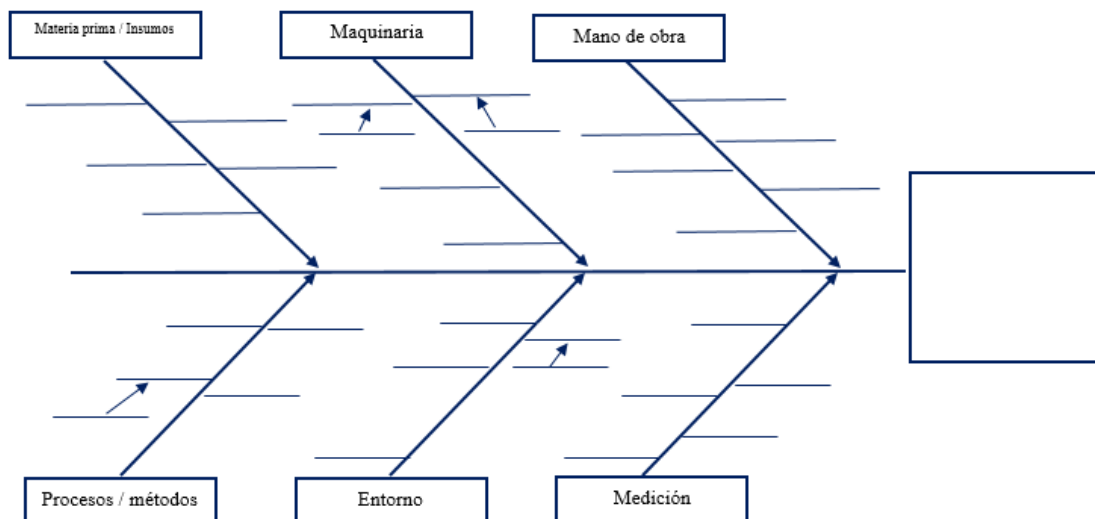 Materia prima / Insumos
Maquinaria
Mano de obra
Procesos / métodos
Entorno
Medición